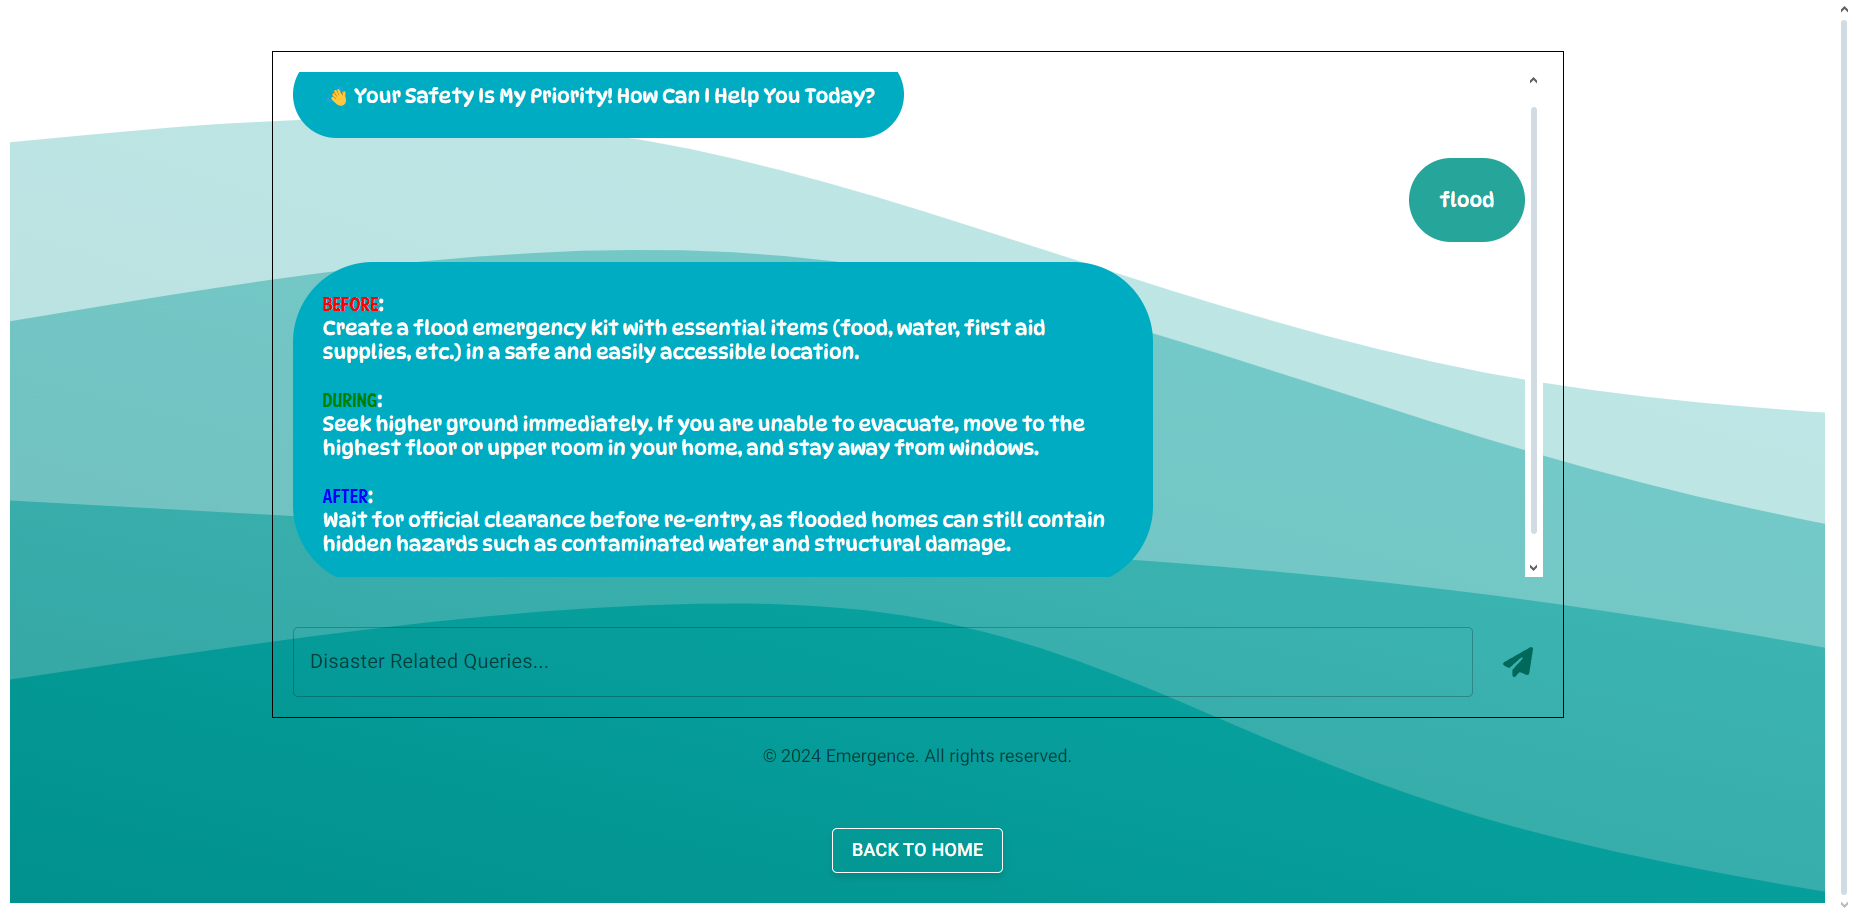 👋 Your Safety Is My Priority! How Can I Help You Today?
flood
BEFORE:
Create a flood emergency kit with essential items (food, water, first aid
supplies, etc.) in a safe and easily accessible location.
DURING:
Seek higher ground immediately. If you are unable to evacuate, move to the
highest floor or upper room in your home, and stay away from windows.
AFTER:
Wait for official clearance before re-entry, as flooded homes can still contain
hidden hazards such as contaminated water and structural damage.
Disaster Related Queries...
© 2024 Emergence. All rights reserved.
BACK TO HOME